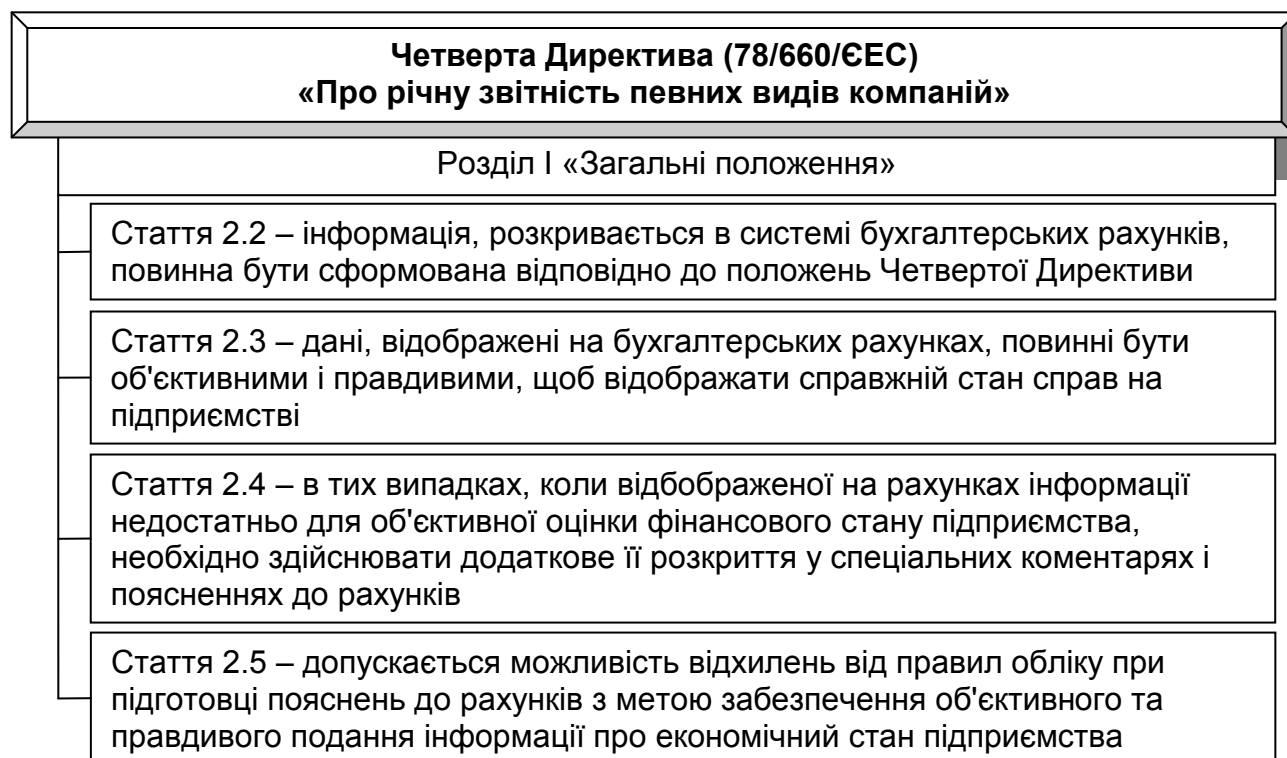 Четверта Директива (78/660/ЄЕС)
«Про річну звітність певних видів компаній»
Розділ І «Загальні положення»
Стаття 2.2 – інформація, розкривається в системі бухгалтерських рахунків,
повинна бути сформована відповідно до положень Четвертої Директиви
Стаття 2.3 – дані, відображені на бухгалтерських рахунках, повинні бути
об'єктивними і правдивими, щоб відображати справжній стан справ на
підприємстві
Стаття 2.4 – в тих випадках, коли відбображеної на рахунках інформації
недостатньо для об'єктивної оцінки фінансового стану підприємства,
необхідно здійснювати додаткове її розкриття у спеціальних коментарях і
поясненнях до рахунків
Стаття 2.5 – допускається можливість відхилень від правил обліку при
підготовці пояснень до рахунків з метою забезпечення об'єктивного та
правдивого подання інформації про економічний стан підприємства